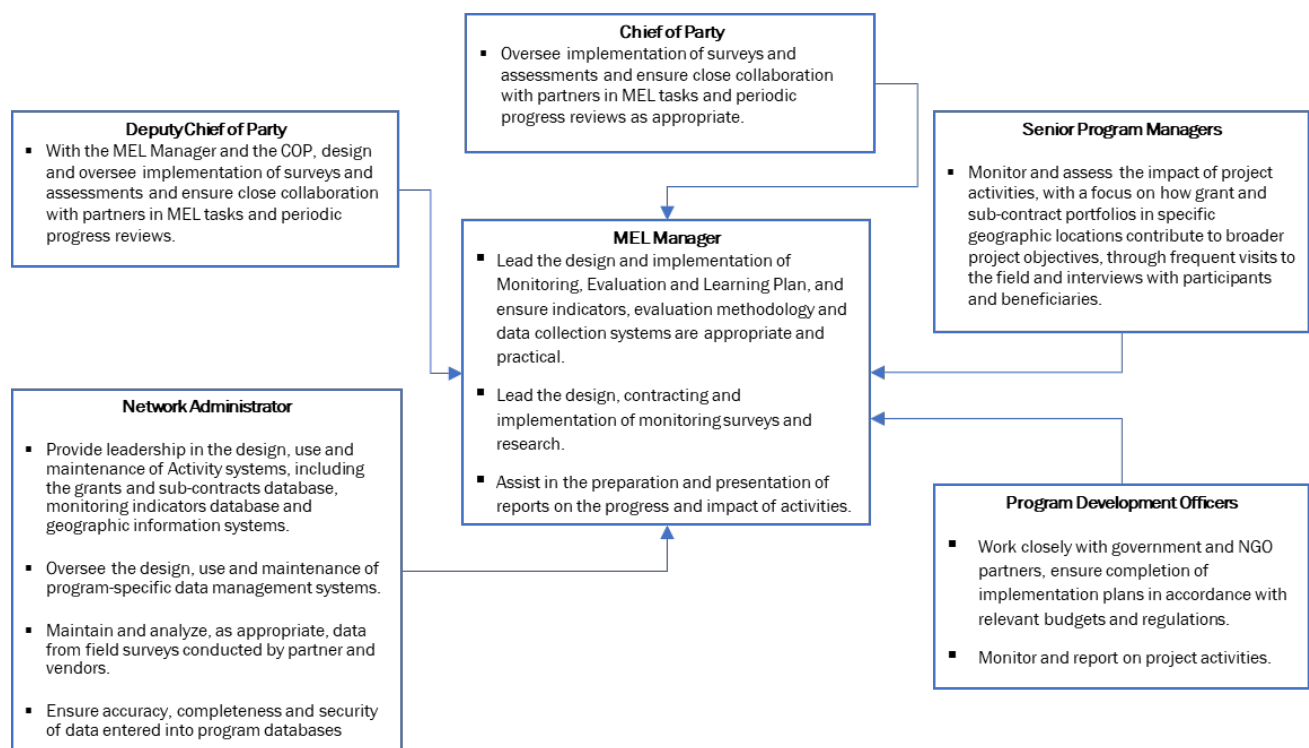 Chief of Party
▪ Oversee implementation of surveys and
assessments and ensure close collaboration
with partners in MEL tasks and periodic
progress reviews as appropriate.
Deputy Chief of Party
▪ With the MEL Manager and the COP, design
and oversee implementation of surveys and
assessments and ensure close collaboration
with partners in MEL tasks and periodic
progress reviews.
Senior Program Managers
▪ Monitor and assess the impact of project
activities, with a focus on how grant and
sub-contract portfolios in specific
geographic locations contribute to broader
project objectives, through frequent visits to
the field and interviews with participants
and beneficiaries.
MEL Manager
▪ Lead the design and implementation of
Monitoring, Evaluation and Learning Plan, and
ensure indicators, evaluation methodology and
data collection systems are appropriate and
practical.
▪ Lead the design, contracting and
implementation of monitoring surveys and
research.
▪ Assist in the preparation and presentation of
reports on the progress and impact of activities.
Network Administrator
▪ Provide leadership in the design, use and
maintenance of Activity systems, including
the grants and sub-contracts database,
monitoring indicators database and
geographic information systems.
▪ Oversee the design, use and maintenance of
program-specific data management systems.
▪ Maintain and analyze, as appropriate, data
from field surveys conducted by partner and
vendors.
▪ Ensure accuracy, completeness and security
of data entered into program databases
Program Development Officers
▪ Work closely with government and NGO
partners, ensure completion of
implementation plans in accordance with
relevant budgets and regulations.
▪ Monitor and report on project activities.